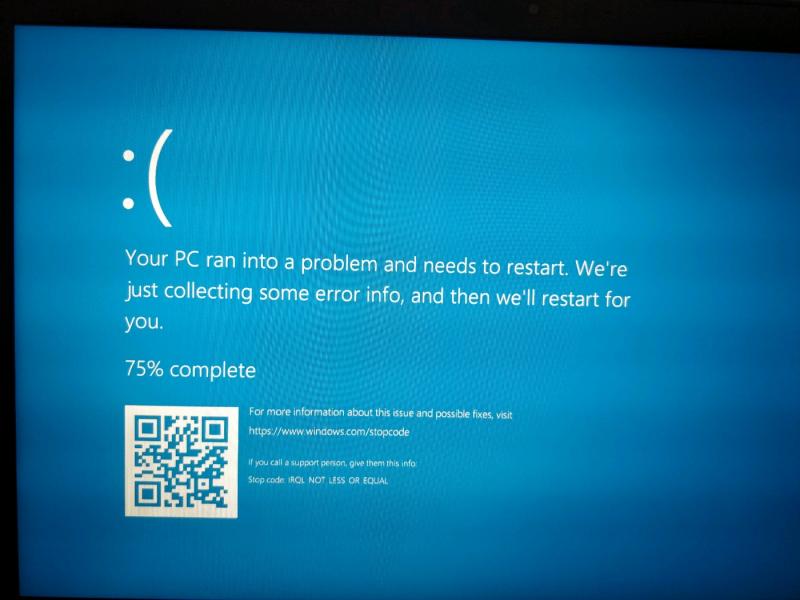 :(
Your PC ran into a problem and needs to restart. We're
just collecting some error info, and then we'll restart for
you.
75% complete
For more information about this issue and possible fixes, visit
https://www.windows.com/stopcode
If you call a support person, give them this info:
Stop code: IRQL NOT LESS OR EQUAL